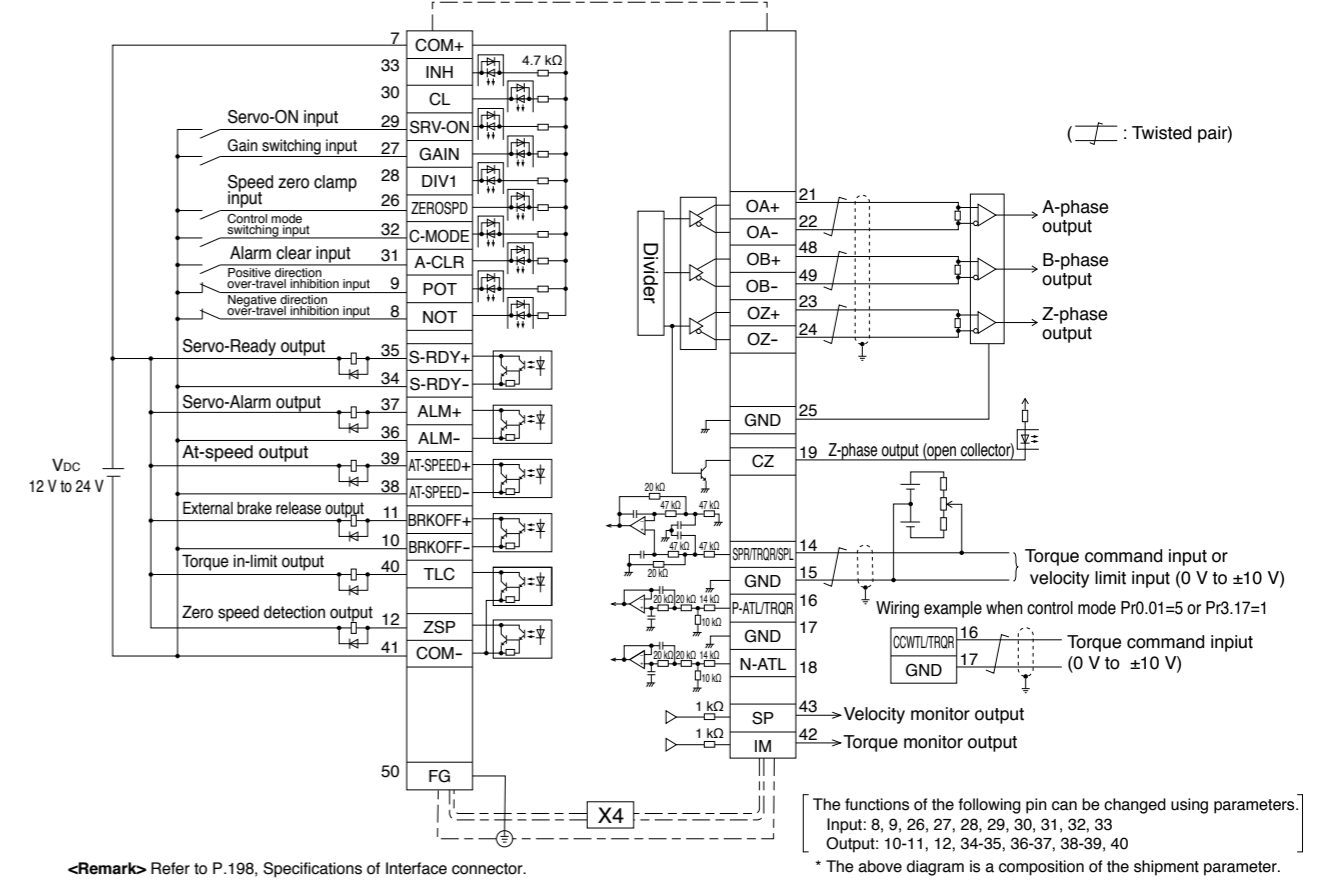 7 COM+
33 INH 4.7 kΩ
30 CL
Servo-ON input 29 SRV-ON
Gain switching input 27 GAIN
28 DIV1
Speed zero clamp
input 26 ZEROSPD
Control mode
switching input 32 C-MODE
Alarm clear input 31 A-CLR
Positive direction
over-travel inhibition input 9 POT
Negative direction
over-travel inhibition input 8 NOT
Servo-Ready output 35 S-RDY+
34 S-RDY-
Servo-Alarm output 37 ALM+
36 ALM-
At-speed output 39 AT-SPEED+
38 AT-SPEED-
External brake release output 11 BRKOFF+
10 BRKOFF-
Torque in-limit output 40 TLC
Zero speed detection output 12 ZSP
41 COM-
VDC
12 V to 24 V
50 FG
X4
( : Twisted pair)
Divider
OA+ 21
OA- 22
A-phase
output
OB+ 48
OB- 49
B-phase
output
OZ+ 23
OZ- 24
Z-phase
output
GND 25
CZ 19 Z-phase output (open collector)
20 kΩ
47 kΩ 47 kΩ
47 kΩ 47 kΩ
20 kΩ
SPR/TRQR/SPL 14
GND 15
Torque command input or
velocity limit input (0 V to ±10 V)
20 kΩ 20 kΩ 14 kΩ
10 kΩ
P-ATL/TRQR 16
GND 17
20 kΩ 20 kΩ 14 kΩ
10 kΩ
N-ATL 18
Wiring example when control mode Pr0.01=5 or Pr3.17=1
CCWTL/TRQR 16
GND 17
Torque command inpiut
(0 V to ±10 V)
1 kΩ SP 43 Velocity monitor output
1 kΩ IM 42 Torque monitor output
The functions of the following pin can be changed using parameters.
Input: 8, 9, 26, 27, 28, 29, 30, 31, 32, 33
Output: 10-11, 12, 34-35, 36-37, 38-39, 40
* The above diagram is a composition of the shipment parameter.
<Remark> Refer to P.198, Specifications of Interface connector.